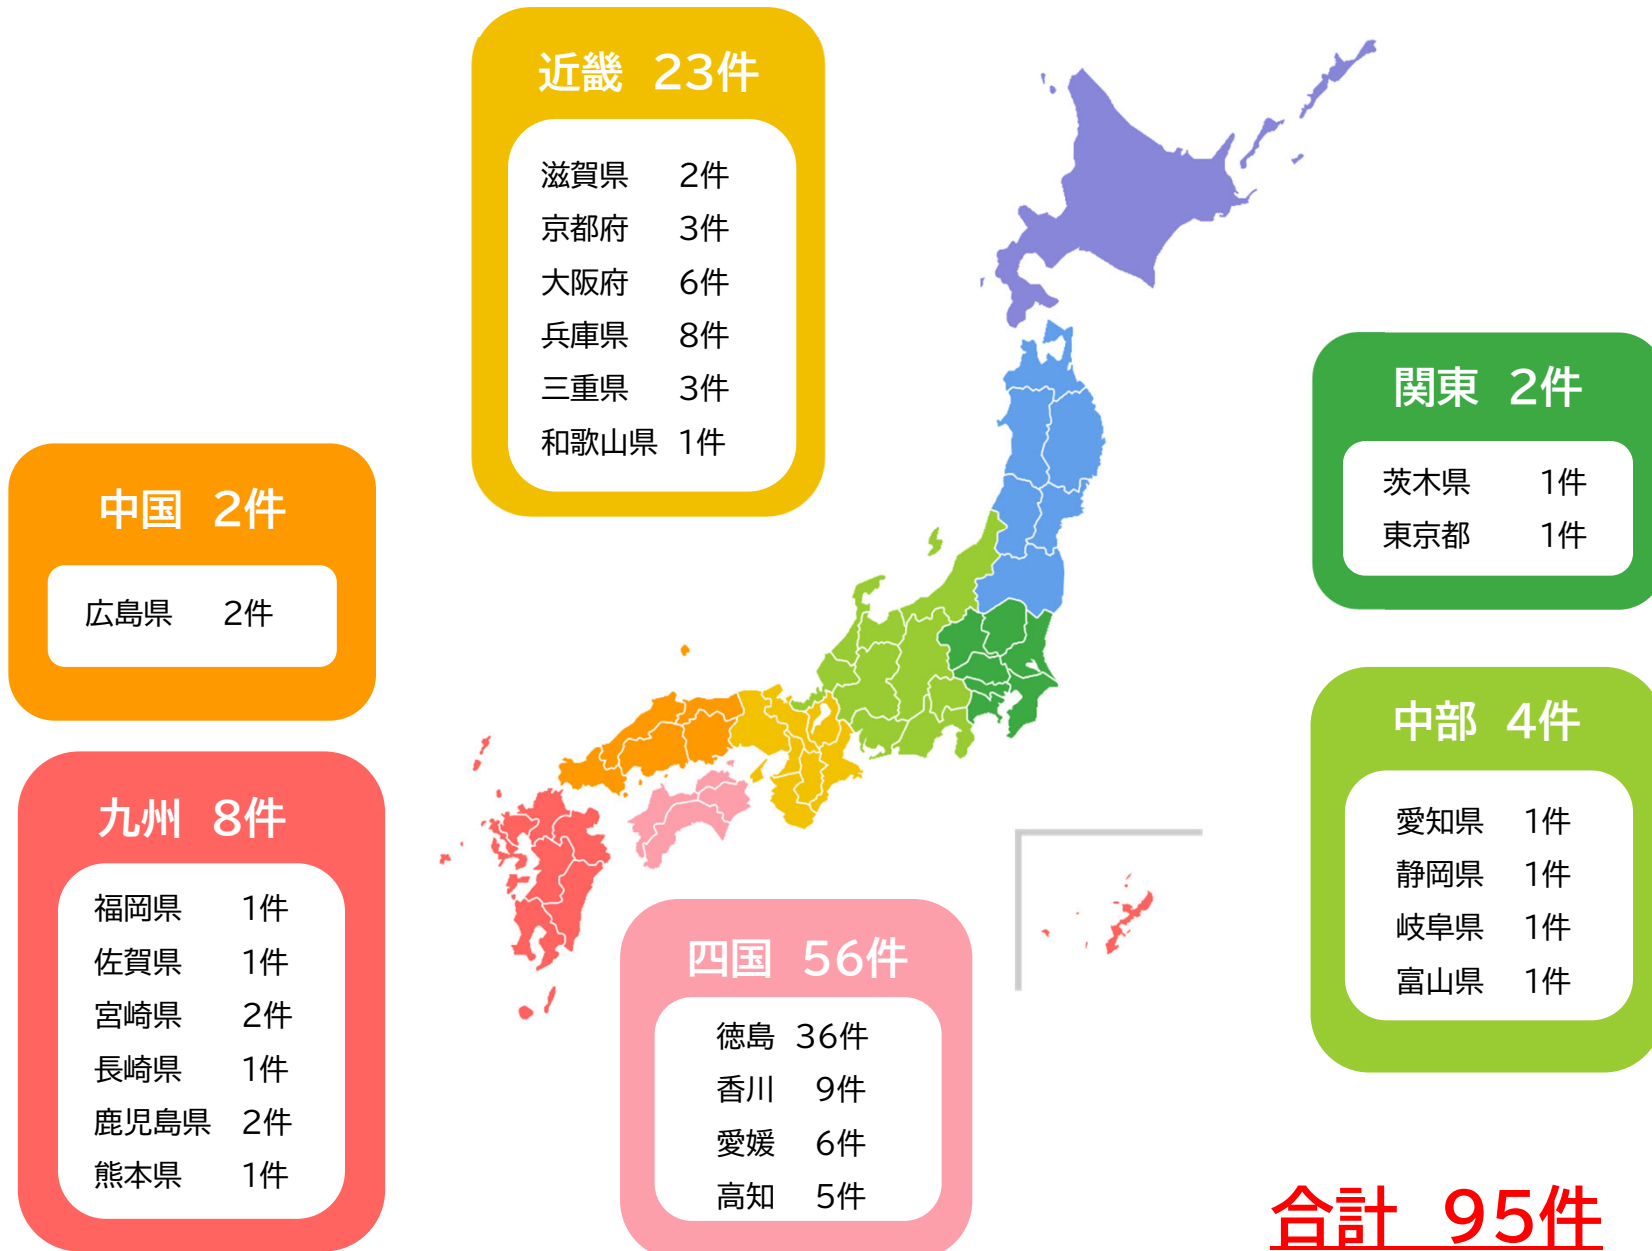 近畿 23件
滋賀県 2件
京都府 3件
大阪府 6件
兵庫県 8件
三重県 3件
和歌山県 1件
関東 2件
茨木県 1件
東京都 1件
中国 2件
広島県 2件
中部 4件
愛知県 1件
静岡県 1件
岐阜県 1件
富山県 1件
九州 8件
福岡県 1件
佐賀県 1件
宮崎県 2件
長崎県 1件
鹿児島県 2件
熊本県 1件
四国 56件
徳島 36件
香川 9件
愛媛 6件
高知 5件
合計 95件